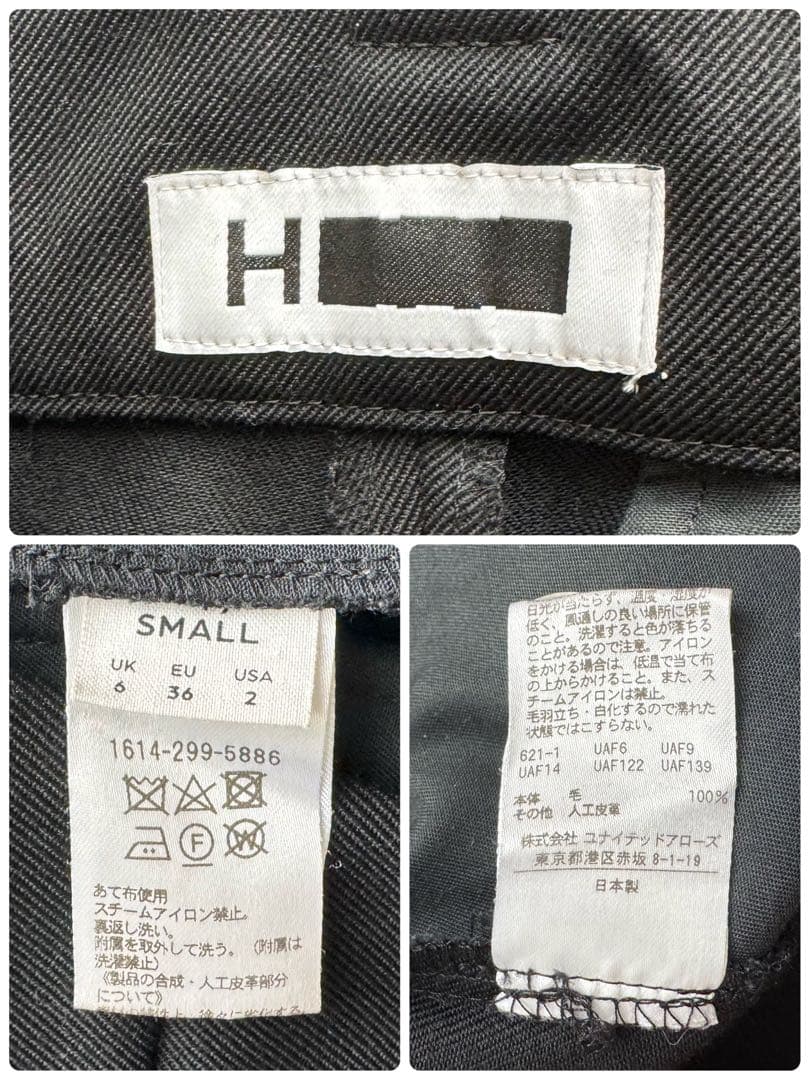 H
SMALL
UK EU USA
6 36 2
1614-299-5886
F W
あて布使用
スチームアイロン禁止。
裏返し洗い。
附属を取外して洗う。（附属は
洗濯禁止）
《製品の合成・人工皮革部分
について》
日光が当たらず、温度・湿度が
低く、風通しの良い場所に保管
のこと。洗濯すると色が落ちる
ことがあるので注意。アイロン
をかける場合は、低温で当て布
の上からかけること。また、ス
チームアイロンは禁止。
毛羽立ち・白化するので濡れた
状態ではこすらない。
621-1 UAF6 UAF9
UAF14 UAF122 UAF139
本体 毛 100%
その他 人工皮革
株式会社 ユナイテッドアローズ
東京都港区赤坂 8-1-19
日本製